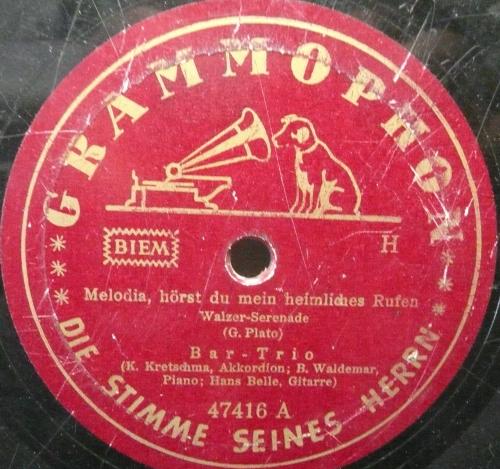 GRAMMOPHON
BIEM
H
Melodia, hörst du mein heimliches Rufen
Walzer-Serenade
(G. Plato)
Bar-Trio
(K. Kretschma, Akkordion; B. Waldemar,
Piano; Hans Belle, Gitarre)
47416 A
*** DIE STIMME SEINES HERRN ***